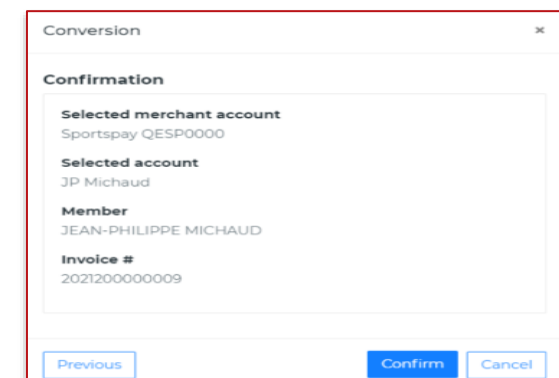 Conversion ×
Confirmation
Selected merchant account
Sportspay QESP0000
Selected account
JP Michaud
Member
JEAN-PHILIPPE MICHAUD
Invoice #
2021200000009
Previous Confirm Cancel